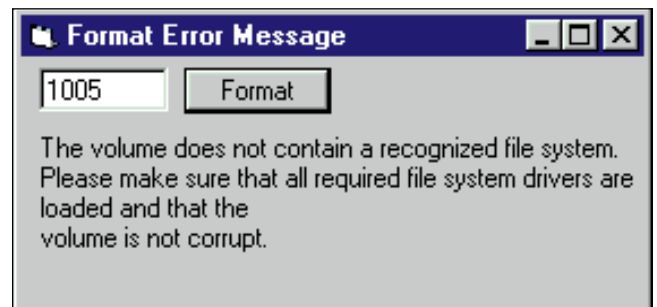 Format Error Message
1005 Format
The volume does not contain a recognized file system.
Please make sure that all required file system drivers are
loaded and that the
volume is not corrupt.